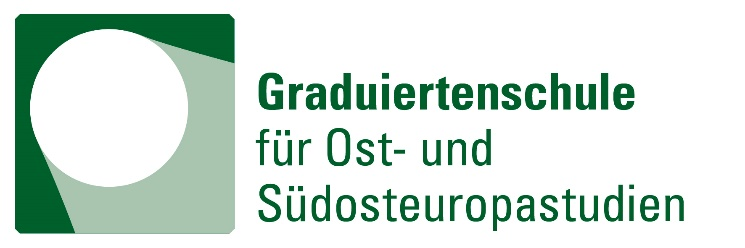 Graduiertenschule
für Ost- und
Südosteuropastudien